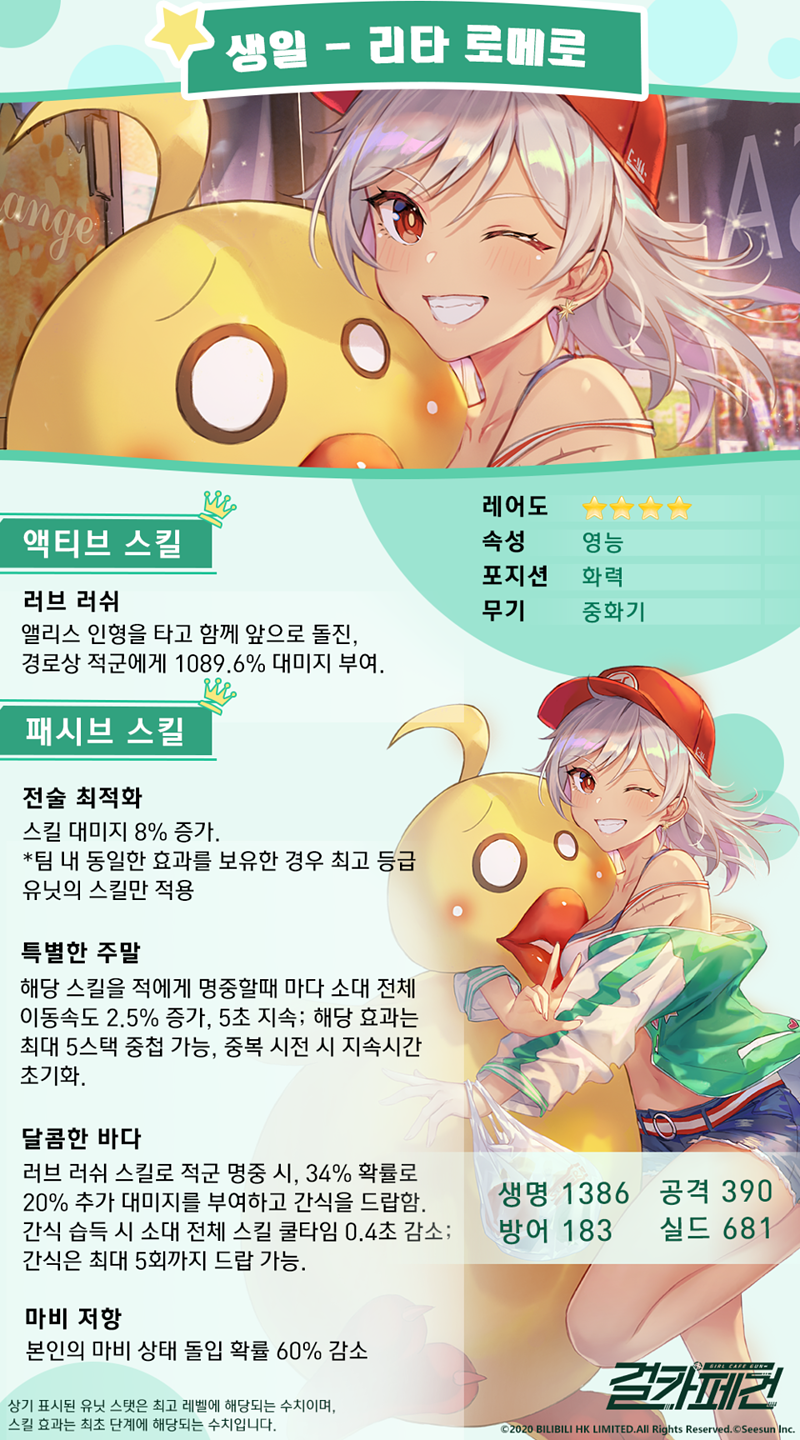 생일 - 리타 로메로
ange
LAS
레어도
속성 영능
포지션 화력
무기 중화기
액티브 스킬
러브 러쉬
앨리스 인형을 타고 함께 앞으로 돌진,
경로상 적군에게 1089.6% 대미지 부여.
패시브 스킬
전술 최적화
스킬 대미지 8% 증가.
*팀 내 동일한 효과를 보유한 경우 최고 등급
유닛의 스킬만 적용
특별한 주말
해당 스킬을 적에게 명중할때 마다 소대 전체
이동속도 2.5% 증가, 5초 지속; 해당 효과는
최대 5스택 중첩 가능, 중복 시전 시 지속시간
초기화.
달콤한 바다
러브 러쉬 스킬로 적군 명중 시, 34% 확률로
20% 추가 대미지를 부여하고 간식을 드랍함.
간식 습득 시 소대 전체 스킬 쿨타임 0.4초 감소;
간식은 최대 5회까지 드랍 가능.
생명 1386 공격 390
방어 183 실드 681
마비 저항
본인의 마비 상태 돌입 확률 60% 감소
상기 표시된 유닛 스탯은 최고 레벨에 해당되는 수치이며,
스킬 효과는 최초 단계에 해당되는 수치입니다.
GIRL CAFE GUN
걸카페건
©2020 BILIBILI HK LIMITED.All Rights Reserved.©Seesun Inc.